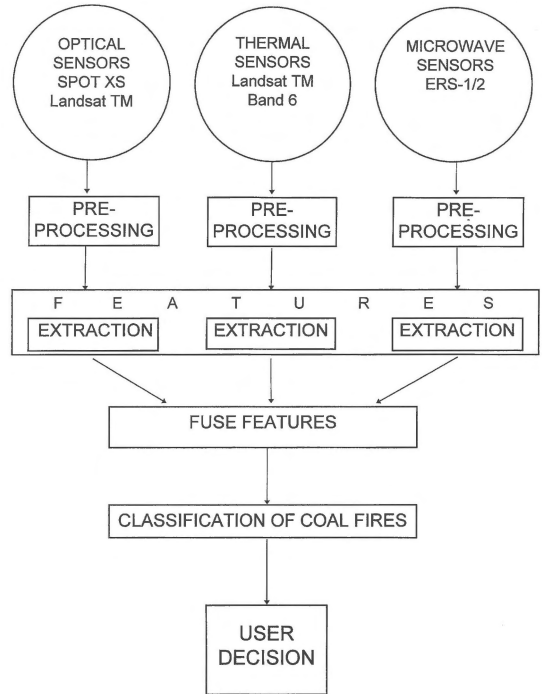 OPTICAL
SENSORS
SPOT XS
Landsat TM
THERMAL
SENSORS
Landsat TM
Band 6
MICROWAVE
SENSORS
ERS-1/2
PRE-
PROCESSING
PRE-
PROCESSING
PRE-
PROCESSING
F E A T U R E S
EXTRACTION
EXTRACTION
EXTRACTION
FUSE FEATURES
CLASSIFICATION OF COAL FIRES
USER
DECISION